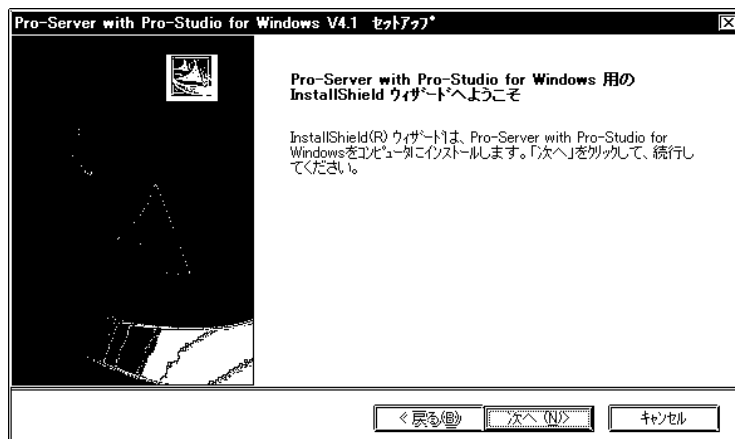 Pro-Server with Pro-Studio for Windows V4.1 ｾｯﾄｱｯﾌﾟ
Pro-Server with Pro-Studio for Windows 用の
InstallShield ｳｨｻﾞｰﾄﾞへようこそ
InstallShield(R) ｳｨｻﾞｰﾄﾞは、Pro-Server with Pro-Studio for
Windowsをｺﾝﾋﾟｭｰﾀにｲﾝｽﾄｰﾙします。「次へ」をｸﾘｯｸして、続行し
てください。
< 戻る(B) 次へ (N)> ｷｬﾝｾﾙ